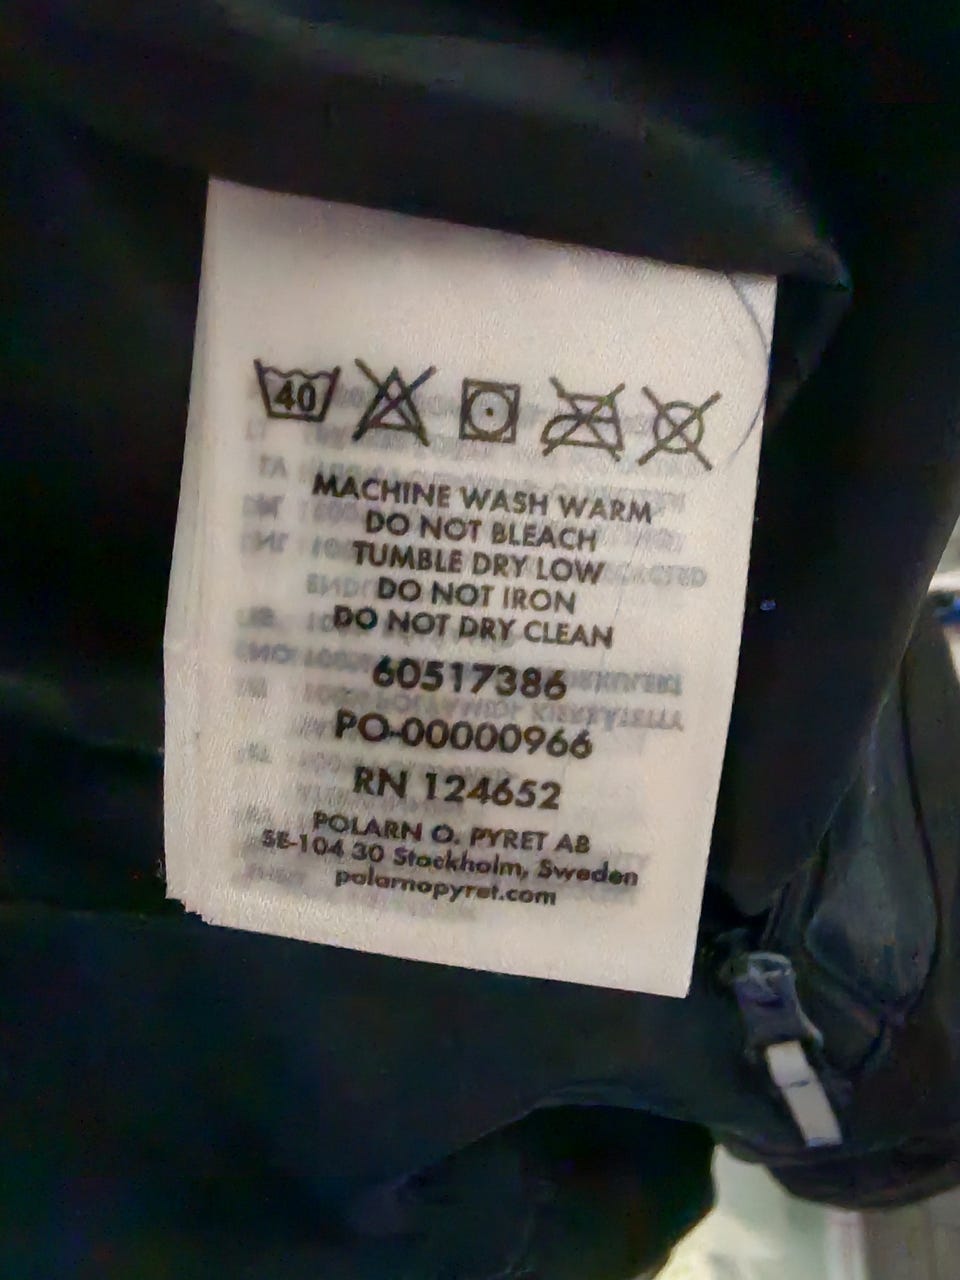 40
MACHINE WASH WARM
DO NOT BLEACH
TUMBLE DRY LOW
DO NOT IRON
DO NOT DRY CLEAN
60517386
PO-00000966
RN 124652
POLARN O. PYRET AB
SE-104 30 Stockholm, Sweden
polarnopyret.com